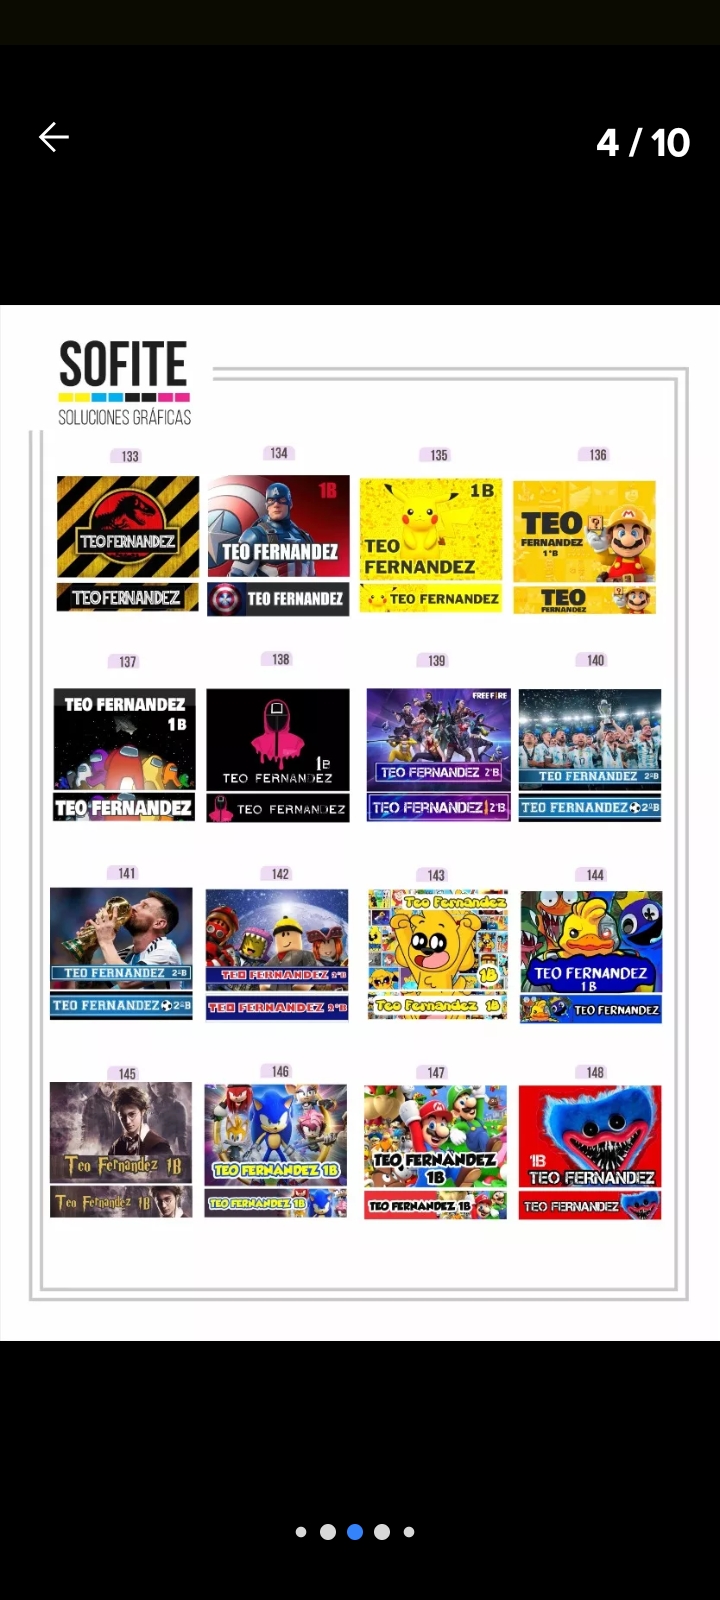 4 / 10
SOFITE
SOLUCIONES GRÁFICAS
133
134
135
136
TEO FERNANDEZ
TEO FERNANDEZ
1B
TEO FERNANDEZ
TEO FERNANDEZ
1B
TEO
FERNANDEZ
TEO FERNANDEZ
TEO
FERNANDEZ
1°B
TEO
FERNANDEZ
137
138
139
140
TEO FERNANDEZ
1B
TEO FERNANDEZ
1B
TEO FERNANDEZ
TEO FERNANDEZ
FREE FIRE
TEO FERNANDEZ 2°B
TEO FERNANDEZ 2°B
TEO FERNANDEZ 2ºB
TEO FERNANDEZ 2ºB
141
142
143
144
TEO FERNANDEZ 2ºB
TEO FERNANDEZ 2ºB
TEO FERNANDEZ 2°B
TEO FERNANDEZ 2°B
Teo Fernandez
1B
Teo Fernandez 1B
TEO FERNANDEZ
1B
TEO FERNANDEZ
145
146
147
148
Teo Fernandez 1B
Teo Fernandez 1B
TEO FERNANDEZ 1B
TEO FERNANDEZ 1B
TEO FERNANDEZ
1B
TEO FERNANDEZ 1B
1B
TEO FERNANDEZ
TEO FERNANDEZ